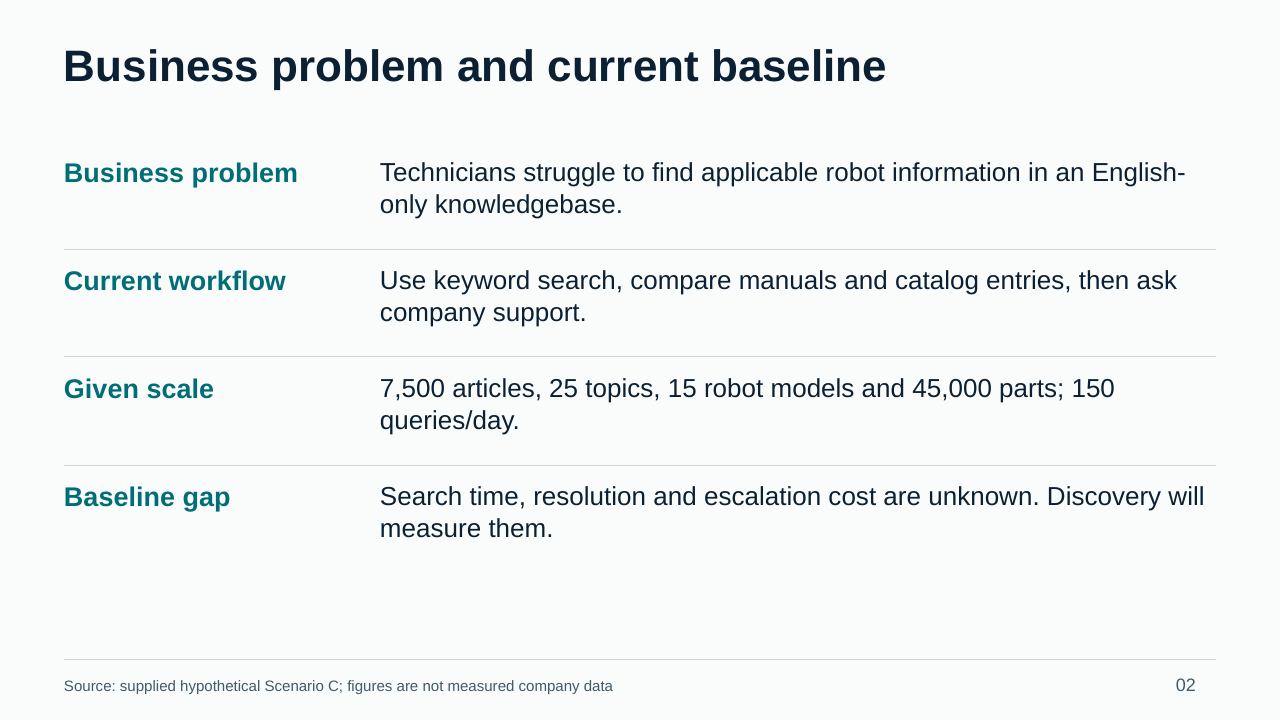 Business problem and current baseline
Business problem
Technicians struggle to find applicable robot information in an English-
only knowledgebase.
Current workflow
Use keyword search, compare manuals and catalog entries, then ask
company support.
Given scale
7,500 articles, 25 topics, 15 robot models and 45,000 parts; 150
queries/day.
Baseline gap
Search time, resolution and escalation cost are unknown. Discovery will
measure them.
Source: supplied hypothetical Scenario C; figures are not measured company data
02